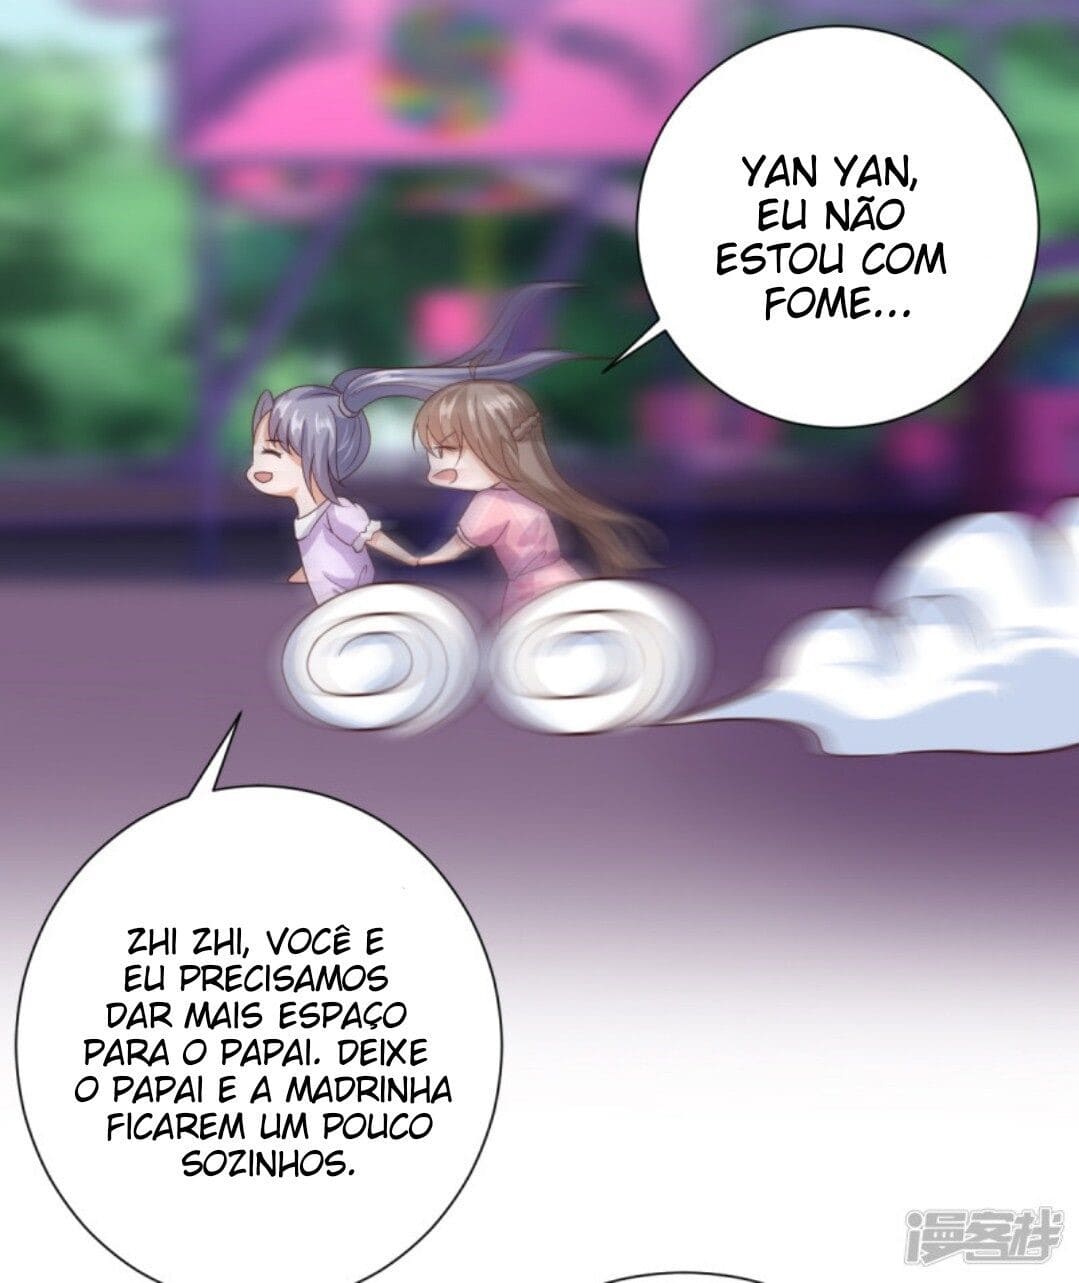 YAN YAN,
EU NÃO
ESTOU COM
FOME...
ZHI ZHI, VOCÊ E
EU PRECISAMOS
DAR MAIS ESPAÇO
PARA O PAPAI. DEIXE
O PAPAI E A MADRINHA
FICAREM UM POUCO
SOZINHOS.
漫客栈